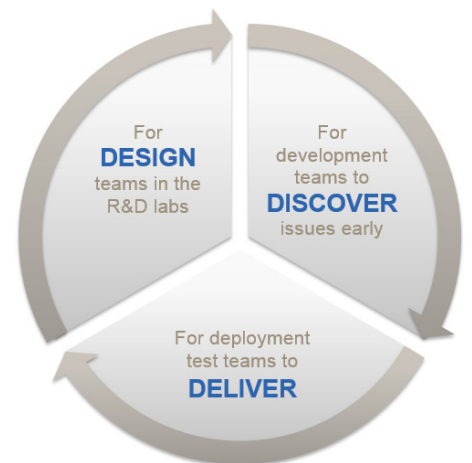 For
DESIGN
teams in the
R&D labs
For
development
teams to
DISCOVER
issues early
For deployment
test teams to
DELIVER